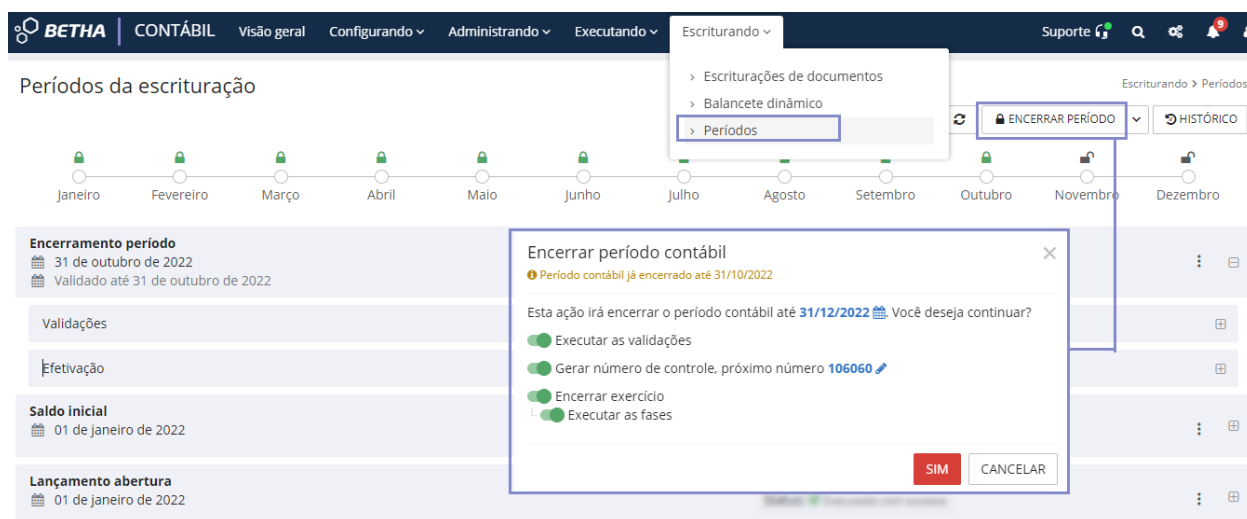 BETHA CONTÁBIL Visão geral Configurando Administrando Executando Escriturando Suporte 9
Períodos da escrituração
Escriturações de documentos
Balancete dinâmico
Períodos
Escriturando > Períodos
ENCERRAR PERÍODO HISTÓRICO
Janeiro Fevereiro Março Abril Maio Junho Julho Agosto Setembro Outubro Novembro Dezembro
Encerramento período
31 de outubro de 2022
Validado até 31 de outubro de 2022
Validações
Efetivação
Saldo inicial
01 de janeiro de 2022
Lançamento abertura
01 de janeiro de 2022
Encerrar período contábil
Período contábil já encerrado até 31/10/2022
Esta ação irá encerrar o período contábil até 31/12/2022. Você deseja continuar?
Executar as validações
Gerar número de controle, próximo número 106060
Encerrar exercício
Executar as fases
SIM CANCELAR